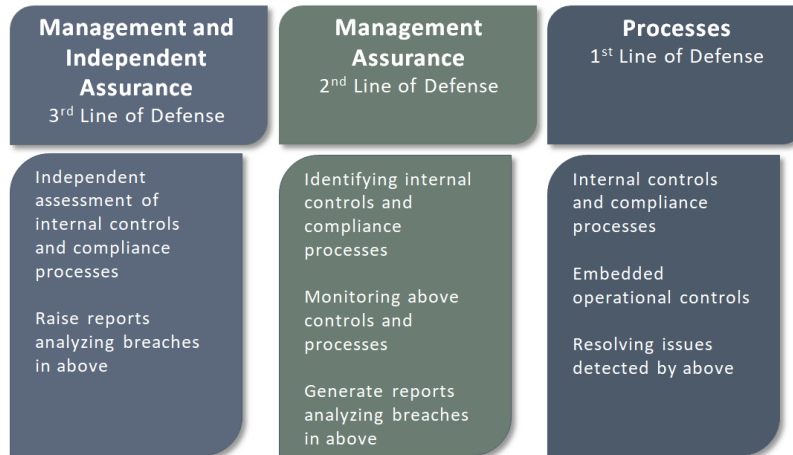 Management and
Independent
Assurance
3rd Line of Defense
Management
Assurance
2nd Line of Defense
Processes
1st Line of Defense
Independent
assessment of
internal controls
and compliance
processes
Raise reports
analyzing breaches
in above
Identifying internal
controls and
compliance
processes
Monitoring above
controls and
processes
Generate reports
analyzing breaches
in above
Internal controls
and compliance
processes
Embedded
operational controls
Resolving issues
detected by above